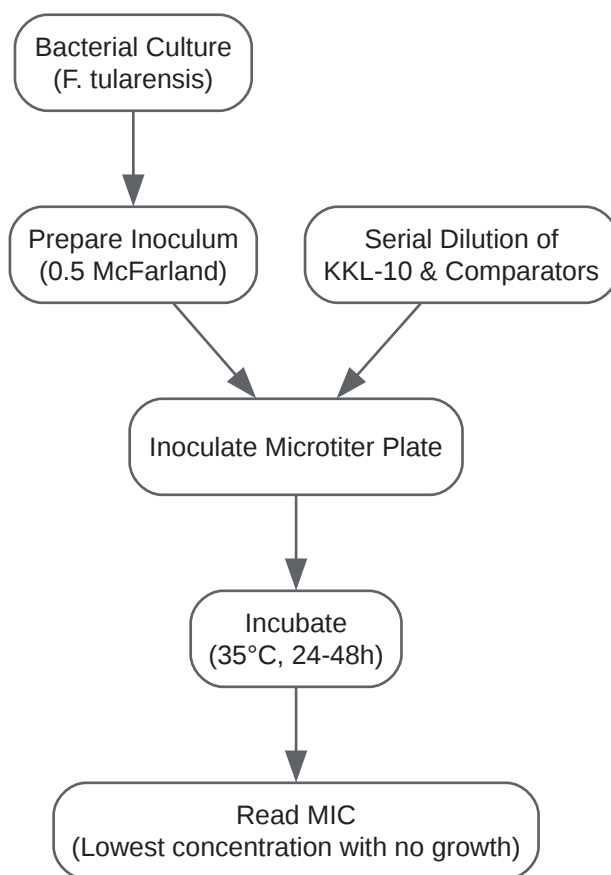 Bacterial Culture
(F. tularensis)
Prepare Inoculum
(0.5 McFarland)
Serial Dilution of
KKL-10 & Comparators
Inoculate Microtiter Plate
Incubate
(35°C, 24-48h)
Read MIC
(Lowest concentration with no growth)